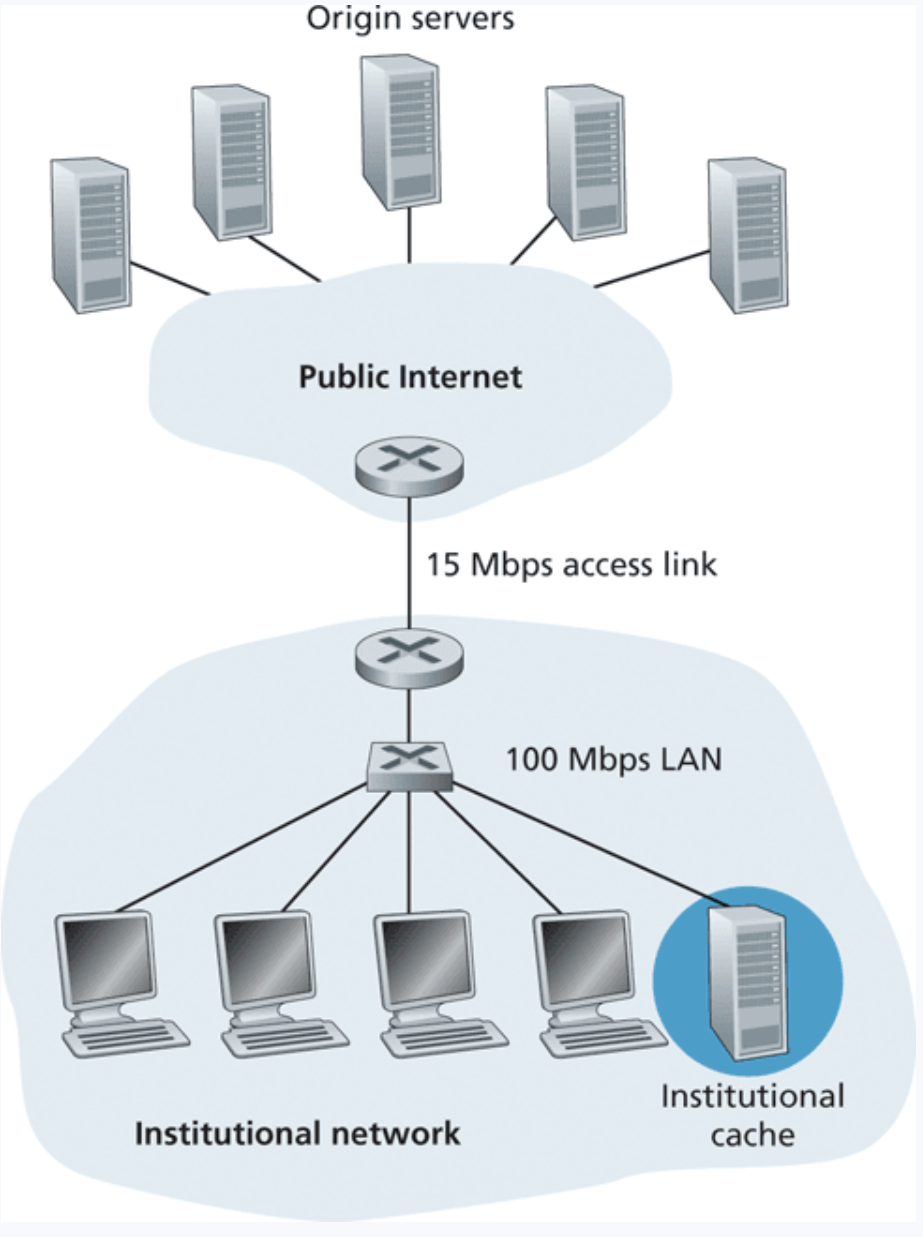 Origin servers
Public Internet
15 Mbps access link
100 Mbps LAN
Institutional
cache
Institutional network